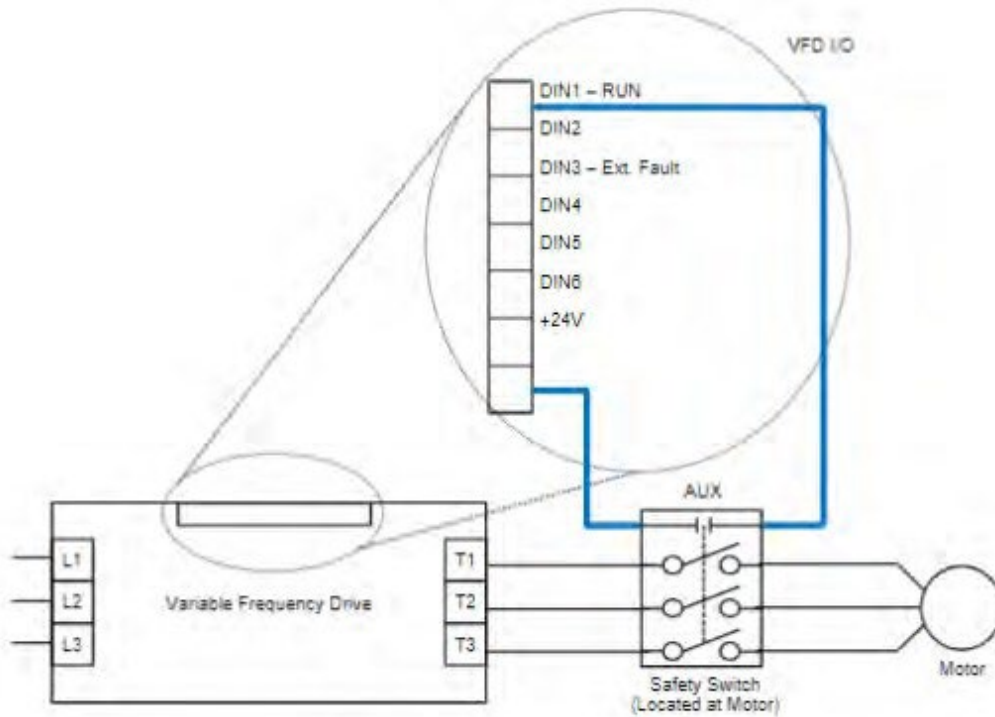 VFD I/O
DIN1 – RUN
DIN2
DIN3 – Ext. Fault
DIN4
DIN5
DIN6
+24V
AUX
L1
L2
L3
Variable Frequency Drive
T1
T2
T3
Safety Switch
(Located at Motor)
Motor